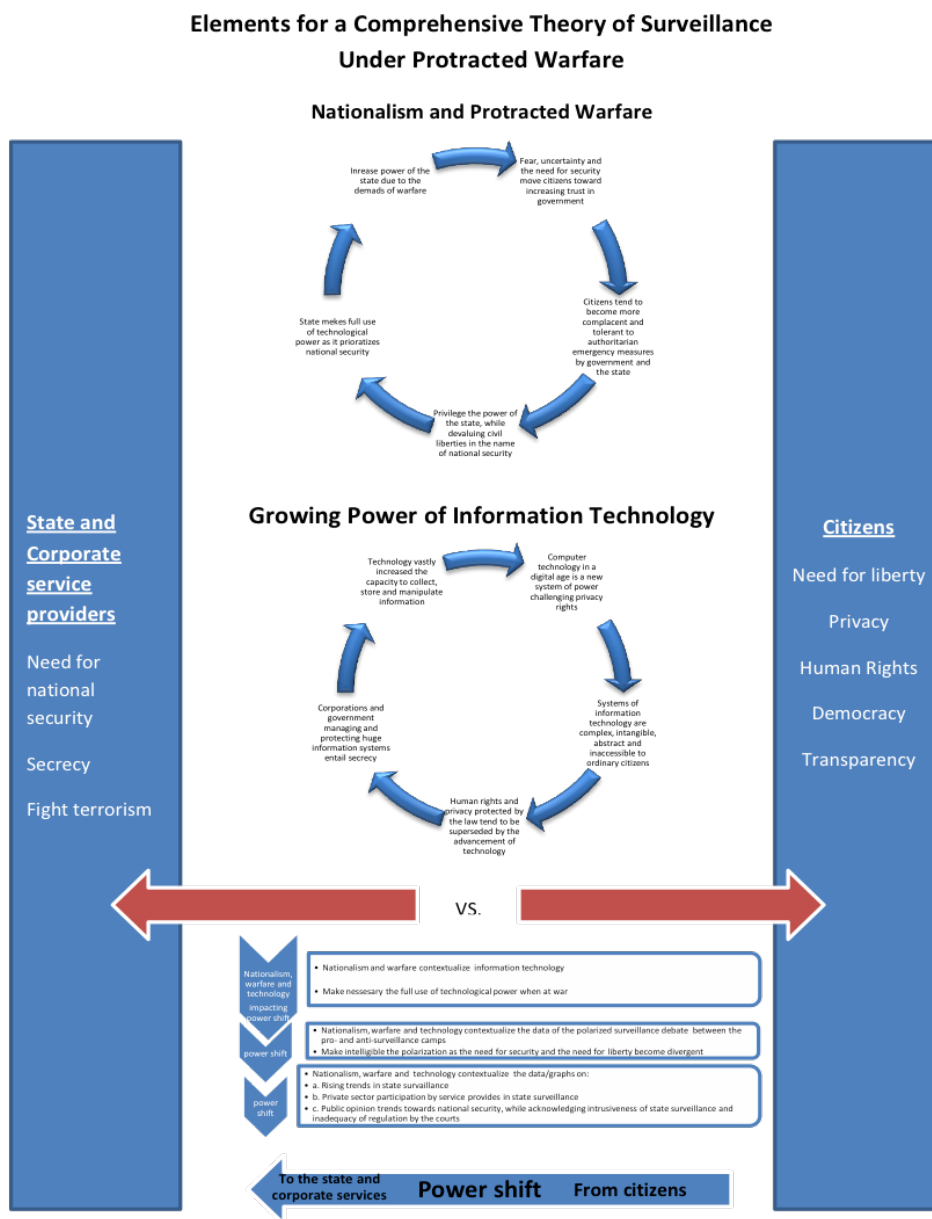 Elements for a Comprehensive Theory of Surveillance
Under Protracted Warfare
Nationalism and Protracted Warfare
Inrease power of the
state due to the
demads of warfare
Fear, uncertainty and
the need for security
move citizens toward
increasing trust in
government
Citizens tend to
become more
complacent and
tolerant to
authoritarian
emergency measures
by government and
the state
Privilege the power of
the state, while
devaluing civil
liberties in the name
of national security
State mekes full use
of technological
power as it prioratizes
national security
Growing Power of Information Technology
Technology vastly
increased the
capacity to collect,
store and manipulate
information
Computer
technology in a
digital age is a new
system of power
challenging privacy
rights
Systems of
information
technology are
complex, intangible,
abstract and
inaccessible to
ordinary citizens
Human rights and
privacy protected by
the law tend to be
superseded by the
advancement of
technology
Corporations and
government
managing and
protecting huge
information systems
entail secrecy
State and
Corporate
service
providers
Need for
national
security
Secrecy
Fight terrorism
Citizens
Need for liberty
Privacy
Human Rights
Democracy
Transparency
vs.
Nationalism,
warfare and
technology
impacting
power shift
• Nationalism and warfare contextualize information technology
• Make nessesary the full use of technological power when at war
power shift
• Nationalism, warfare and technology contextualize the data of the polarized surveillance debate between the
pro- and anti-surveillance camps
• Make intelligible the polarization as the need for security and the need for liberty become divergent
power
shift
• Nationalism, warfare and technology contextualize the data/graphs on:
• a. Rising trends in state survaillance
• b. Private sector participation by service provides in state surveillance
• c. Public opinion trends towards national security, while acknowledging intrusiveness of state surveillance and
inadequacy of regulation by the courts
To the state and
corporate services
Power shift
From citizens